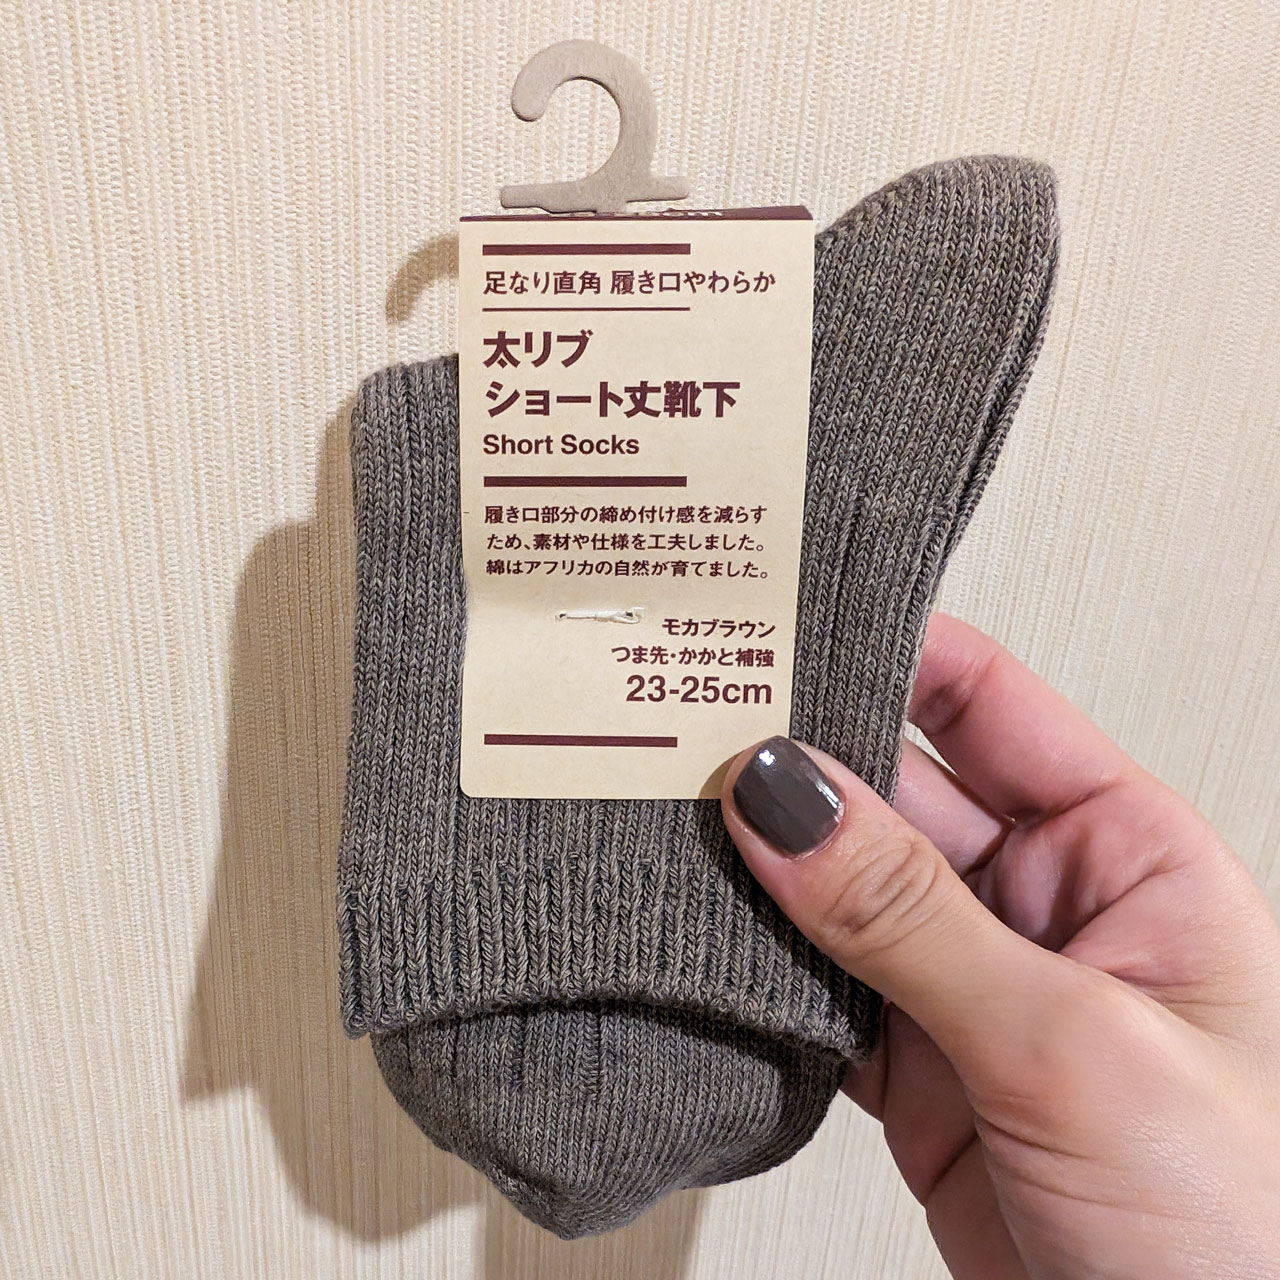 足なり直角 履き口やわらか
太リブ
ショート丈靴下
Short Socks
履き口部分の締め付け感を減らす
ため、素材や仕様を工夫しました。
綿はアフリカの自然が育てました。
モカブラウン
つま先・かかと補強
23-25cm